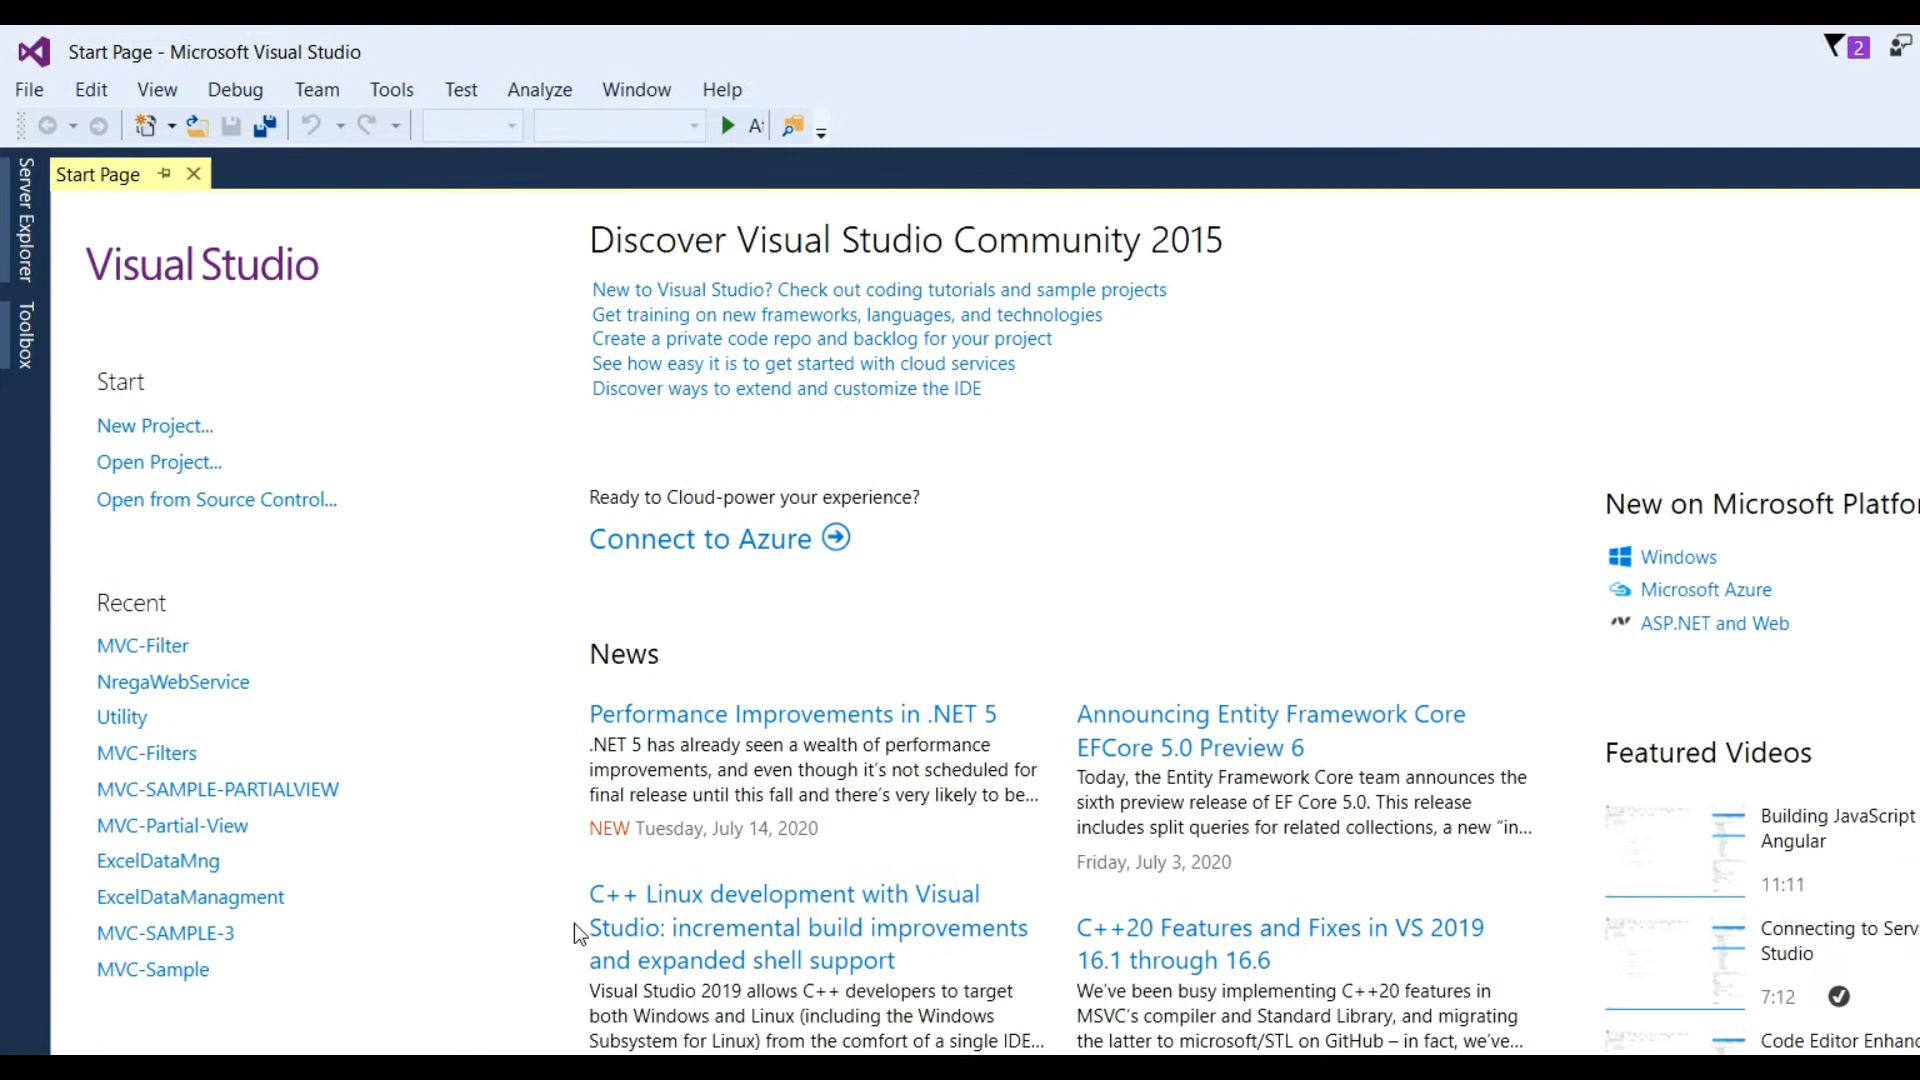 Start Page - Microsoft Visual Studio
2
File Edit View Debug Team Tools Test Analyze Window Help
Server Explorer
Toolbox
Start Page
Visual Studio
Start
New Project...
Open Project...
Open from Source Control...
Recent
MVC-Filter
NregaWebService
Utility
MVC-Filters
MVC-SAMPLE-PARTIALVIEW
MVC-Partial-View
ExcelDataMng
ExcelDataManagment
MVC-SAMPLE-3
MVC-Sample
Discover Visual Studio Community 2015
New to Visual Studio? Check out coding tutorials and sample projects
Get training on new frameworks, languages, and technologies
Create a private code repo and backlog for your project
See how easy it is to get started with cloud services
Discover ways to extend and customize the IDE
Ready to Cloud-power your experience?
Connect to Azure
News
Performance Improvements in .NET 5
.NET 5 has already seen a wealth of performance
improvements, and even though it's not scheduled for
final release until this fall and there's very likely to be...
NEW Tuesday, July 14, 2020
C++ Linux development with Visual
Studio: incremental build improvements
and expanded shell support
Visual Studio 2019 allows C++ developers to target
both Windows and Linux (including the Windows
Subsystem for Linux) from the comfort of a single IDE...
Announcing Entity Framework Core
EFCore 5.0 Preview 6
Today, the Entity Framework Core team announces the
sixth preview release of EF Core 5.0. This release
includes split queries for related collections, a new “in...
Friday, July 3, 2020
C++20 Features and Fixes in VS 2019
16.1 through 16.6
We've been busy implementing C++20 features in
MSVC's compiler and Standard Library, and migrating
the latter to microsoft/STL on GitHub – in fact, we've...
New on Microsoft Platfor
Windows
Microsoft Azure
ASP.NET and Web
Featured Videos
Building JavaScript
Angular
11:11
Connecting to Serv
Studio
7:12
Code Editor Enhanc